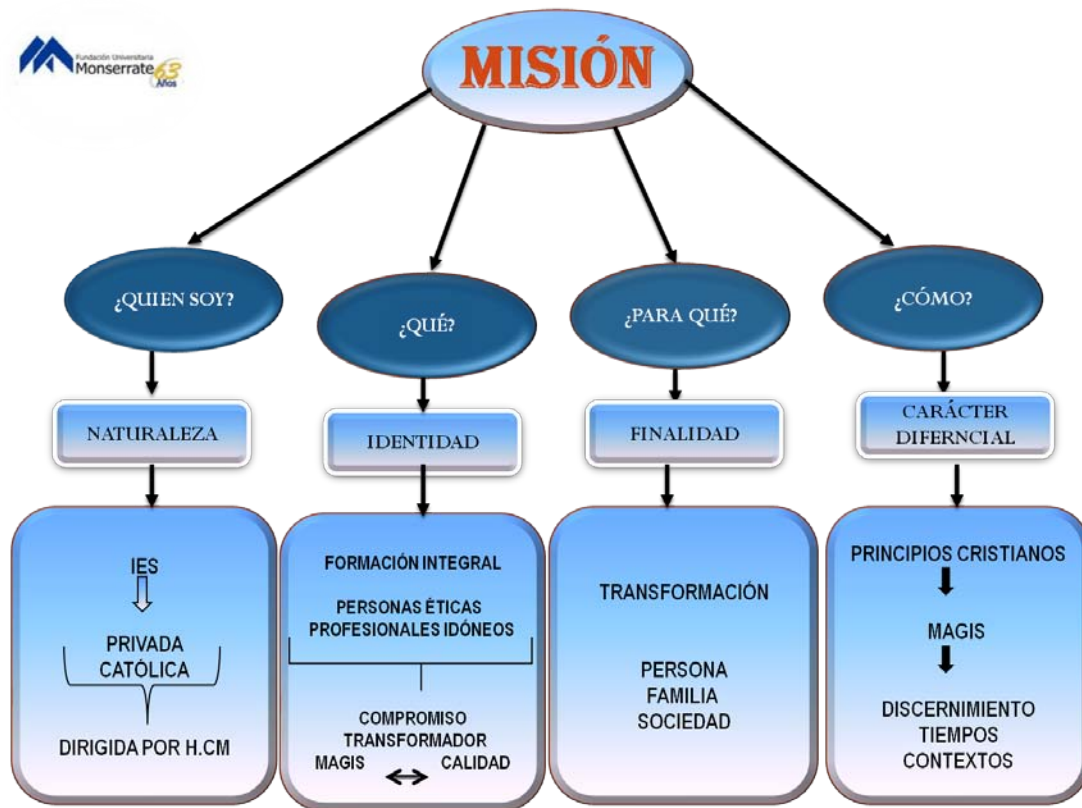 Fundación Universitaria
Monserrate 63
Años
MISIÓN
¿QUIEN SOY?
¿QUÉ?
¿PARA QUÉ?
¿CÓMO?
NATURALEZA
IDENTIDAD
FINALIDAD
CARÁCTER
DIFERNCIAL
IES
PRIVADA
CATÓLICA
DIRIGIDA POR H.CM
FORMACIÓN INTEGRAL
PERSONAS ÉTICAS
PROFESIONALES IDÓNEOS
COMPROMISO
TRANSFORMADOR
MAGIS CALIDAD
TRANSFORMACIÓN
PERSONA
FAMILIA
SOCIEDAD
PRINCIPIOS CRISTIANOS
MAGIS
DISCERNIMIENTO
TIEMPOS
CONTEXTOS